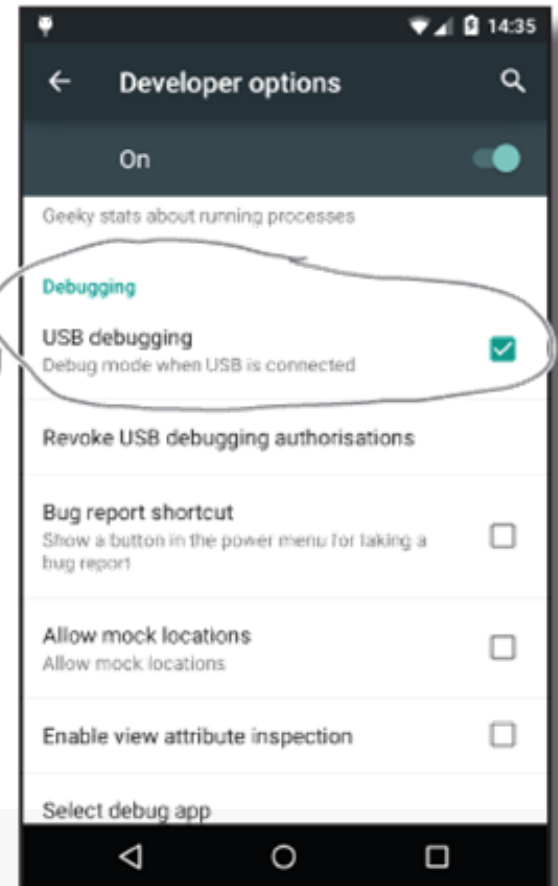 14:35
Developer options
On
Geeky stats about running processes
Debugging
USB debugging
Debug mode when USB is connected
Revoke USB debugging authorisations
Bug report shortcut
Show a button in the power menu for taking a
bug report
Allow mock locations
Allow mock locations
Enable view attribute inspection
Select debug app